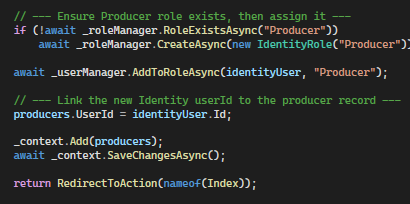 // --- Ensure Producer role exists, then assign it ---
if (!await _roleManager.RoleExistsAsync("Producer"))
    await _roleManager.CreateAsync(new IdentityRole("Producer"))

await _userManager.AddToRoleAsync(identityUser, "Producer");

// --- Link the new Identity userId to the producer record ---
producers.UserId = identityUser.Id;

_context.Add(producers);
await _context.SaveChangesAsync();

return RedirectToAction(nameof(Index));